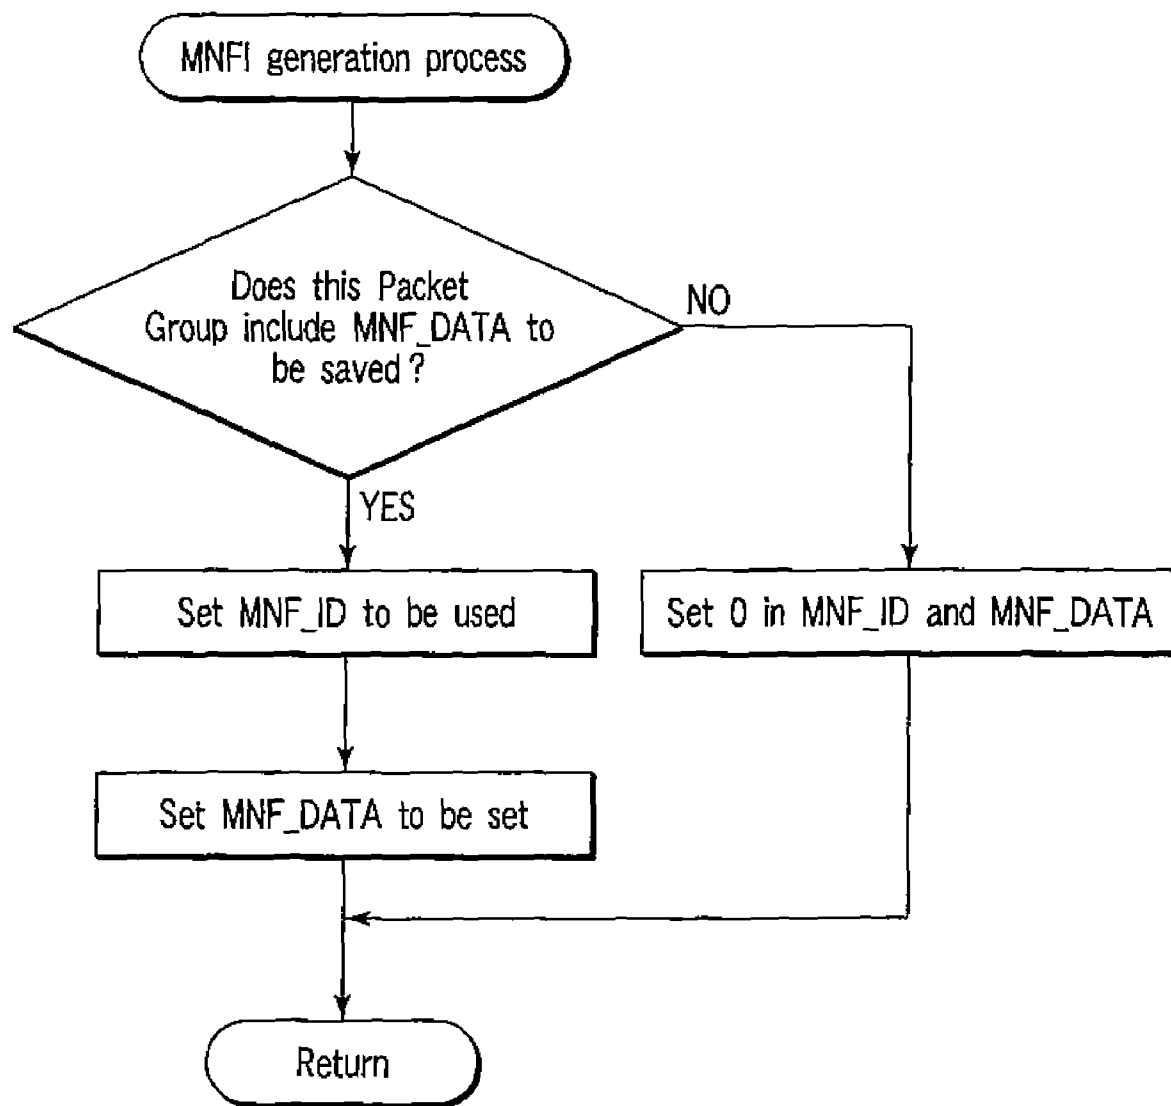 MNFI generation process
Does this Packet
Group include MNF_DATA to
be saved?
NO
YES
Set MNF_ID to be used
Set 0 in MNF_ID and MNF_DATA
Set MNF_DATA to be set
Return